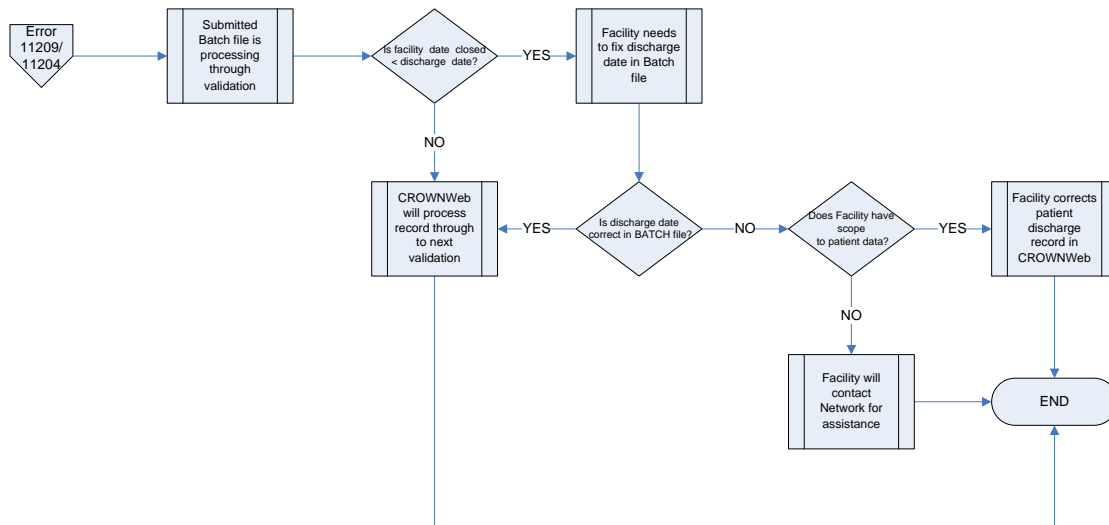 Error
11209/
11204
Submitted
Batch file is
processing
through
validation
Is facility date closed
< discharge date?
YES
Facility needs
to fix discharge
date in Batch
file
NO
CROWNWeb
will process
record through
to next
validation
YES
Is discharge date
correct in BATCH file?
NO
Does Facility have
scope
to patient data?
YES
Facility corrects
patient
discharge
record in
CROWNWeb
NO
Facility will
contact
Network for
assistance
END